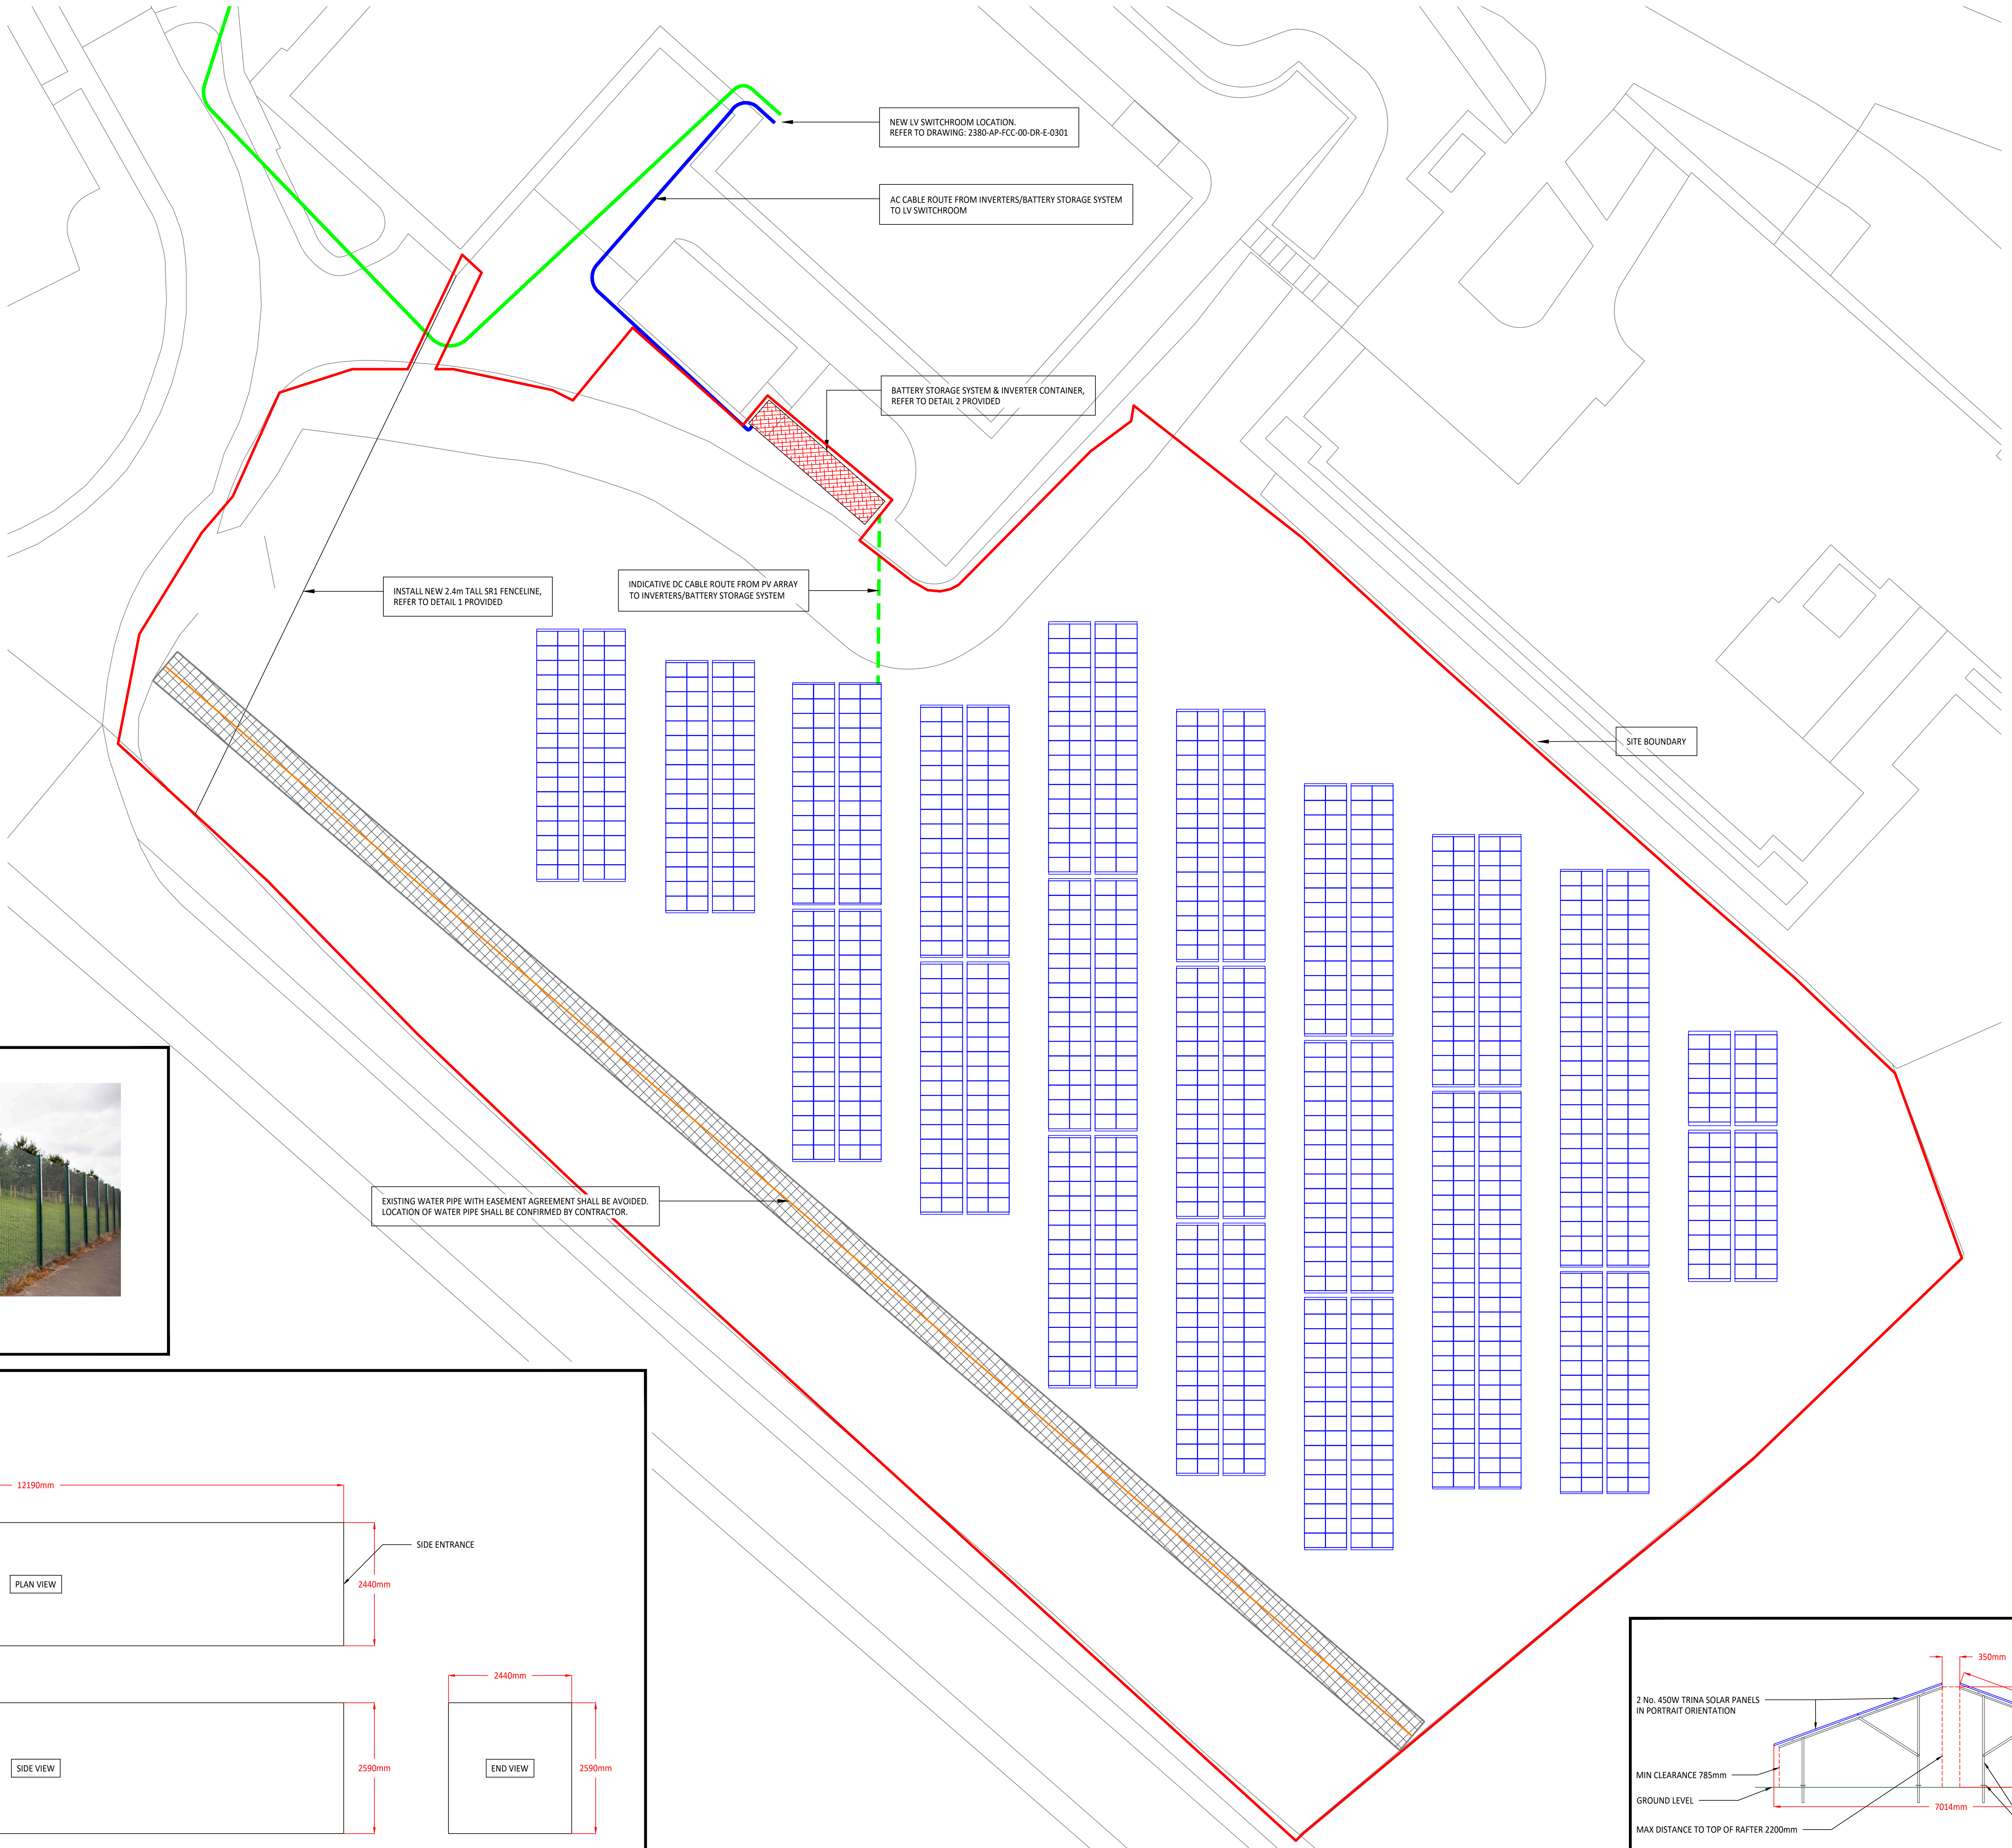 NEW LV SWITCHROOM LOCATION.
REFER TO DRAWING: 2380-AP-FCC-00-DR-E-0301
AC CABLE ROUTE FROM INVERTERS/BATTERY STORAGE SYSTEM
TO LV SWITCHROOM
BATTERY STORAGE SYSTEM & INVERTER CONTAINER,
REFER TO DETAIL 2 PROVIDED
INSTALL NEW 2.4m TALL SR1 FENCELINE,
REFER TO DETAIL 1 PROVIDED
INDICATIVE DC CABLE ROUTE FROM PV ARRAY
TO INVERTERS/BATTERY STORAGE SYSTEM
SITE BOUNDARY
EXISTING WATER PIPE WITH EASEMENT AGREEMENT SHALL BE AVOIDED.
LOCATION OF WATER PIPE SHALL BE CONFIRMED BY CONTRACTOR.
12190mm
SIDE ENTRANCE
PLAN VIEW
2440mm
2440mm
SIDE VIEW
2590mm
END VIEW
2590mm
350mm
2 No. 450W TRINA SOLAR PANELS
IN PORTRAIT ORIENTATION
MIN CLEARANCE 785mm
GROUND LEVEL
7014mm
MAX DISTANCE TO TOP OF RAFTER 2200mm